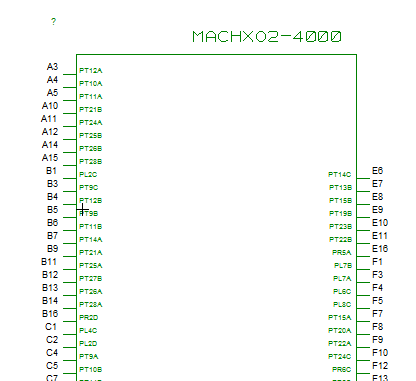 ?
MACHXO2-4000
A3 PT12A
A4 PT10A
A5 PT11A
A10 PT21B
A11 PT24A
A12 PT25B
A14 PT26B
A15 PT28B
B1 PL2C PT14C E6
B3 PT9C PT13B E7
B4 PT12B PT15B E8
B5 PT9B PT19B E9
B6 PT11B PT23B E10
B7 PT14A PT22B E11
B9 PT21A PR5A E16
B11 PT25A PL7B F1
B12 PT27B PL7A F3
B13 PT26A PL6C F4
B14 PT28A PL8C F5
B16 PR2D PT15A F7
C1 PL4C PT20A F8
C2 PL2D PT22A F9
C4 PT9A PT24C F10
C5 PT10B PR6C F12
C7 F13